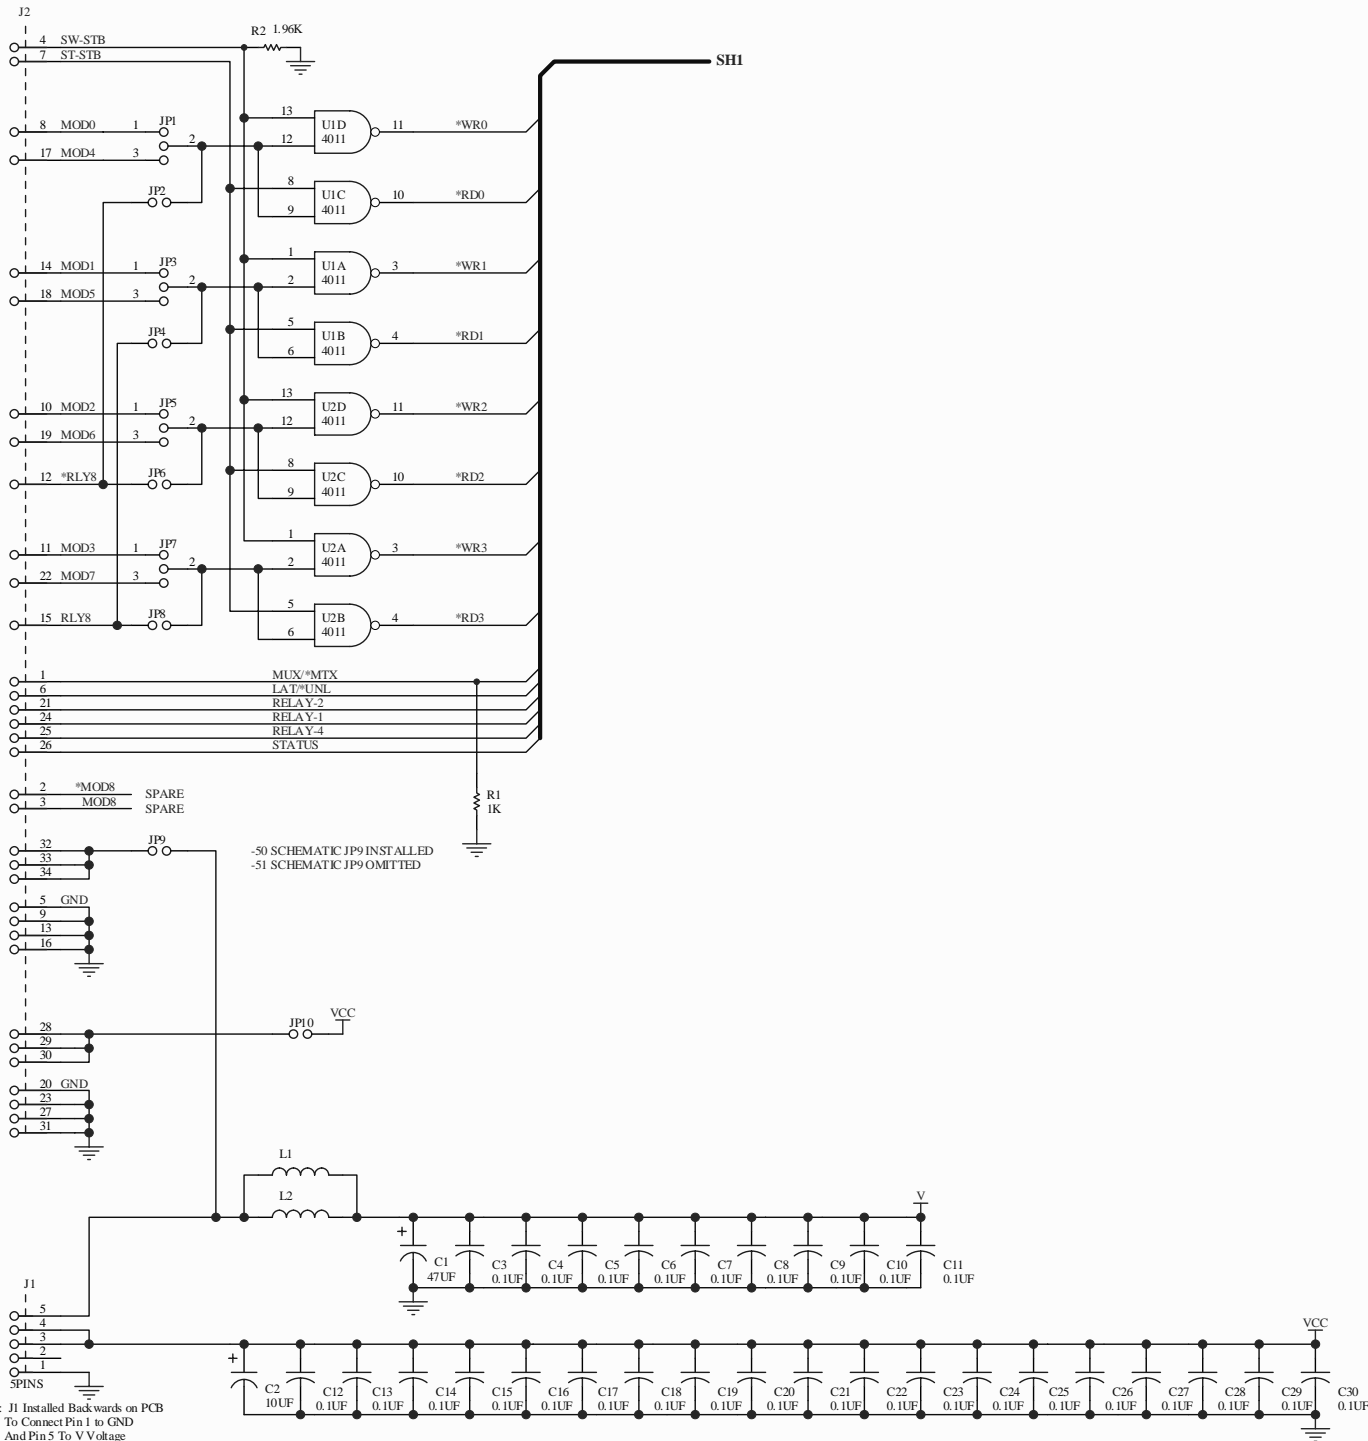 J2
4 SW-STB
7 ST-STB
R2 1.96K
SH1
8 MOD0 1 JP1
2
17 MOD4 3
JP2
13 U1D 11 *WR0
12 4011
8 U1C 10 *RD0
9 4011
14 MOD1 1 JP3
2
18 MOD5 3
JP4
1 U1A 3 *WR1
2 4011
5 U1B 4 *RD1
6 4011
10 MOD2 1 JP5
2
19 MOD6 3
12 *RLY8 JP6
13 U2D 11 *WR2
12 4011
8 U2C 10 *RD2
9 4011
11 MOD3 1 JP7
2
22 MOD7 3
15 RLY8 JP8
1 U2A 3 *WR3
2 4011
5 U2B 4 *RD3
6 4011
1 MUX/*MTX
6 LAT/*UNL
21 RELAY-2
24 RELAY-1
25 RELAY-4
26 STATUS
2 *MOD8 SPARE
3 MOD8 SPARE
R1
1K
32 JP9
33
34
-50 SCHEMATIC JP9 INSTALLED
-51 SCHEMATIC JP9 OMITTED
5 GND
9
13
16
28 JP10 VCC
29
30
20 GND
23
27
31
L1
L2
V
+
C1 C3 C4 C5 C6 C7 C8 C9 C10 C11
47UF 0.1UF 0.1UF 0.1UF 0.1UF 0.1UF 0.1UF 0.1UF 0.1UF 0.1UF
J1
5
4
3
2
1
5PINS
VCC
+
C2 C12 C13 C14 C15 C16 C17 C18 C19 C20 C21 C22 C23 C24 C25 C26 C27 C28 C29 C30
10UF 0.1UF 0.1UF 0.1UF 0.1UF 0.1UF 0.1UF 0.1UF 0.1UF 0.1UF 0.1UF 0.1UF 0.1UF 0.1UF 0.1UF 0.1UF 0.1UF 0.1UF 0.1UF 0.1UF
: J1 Installed Backwards on PCB
To Connect Pin 1 to GND
And Pin 5 To V Voltage